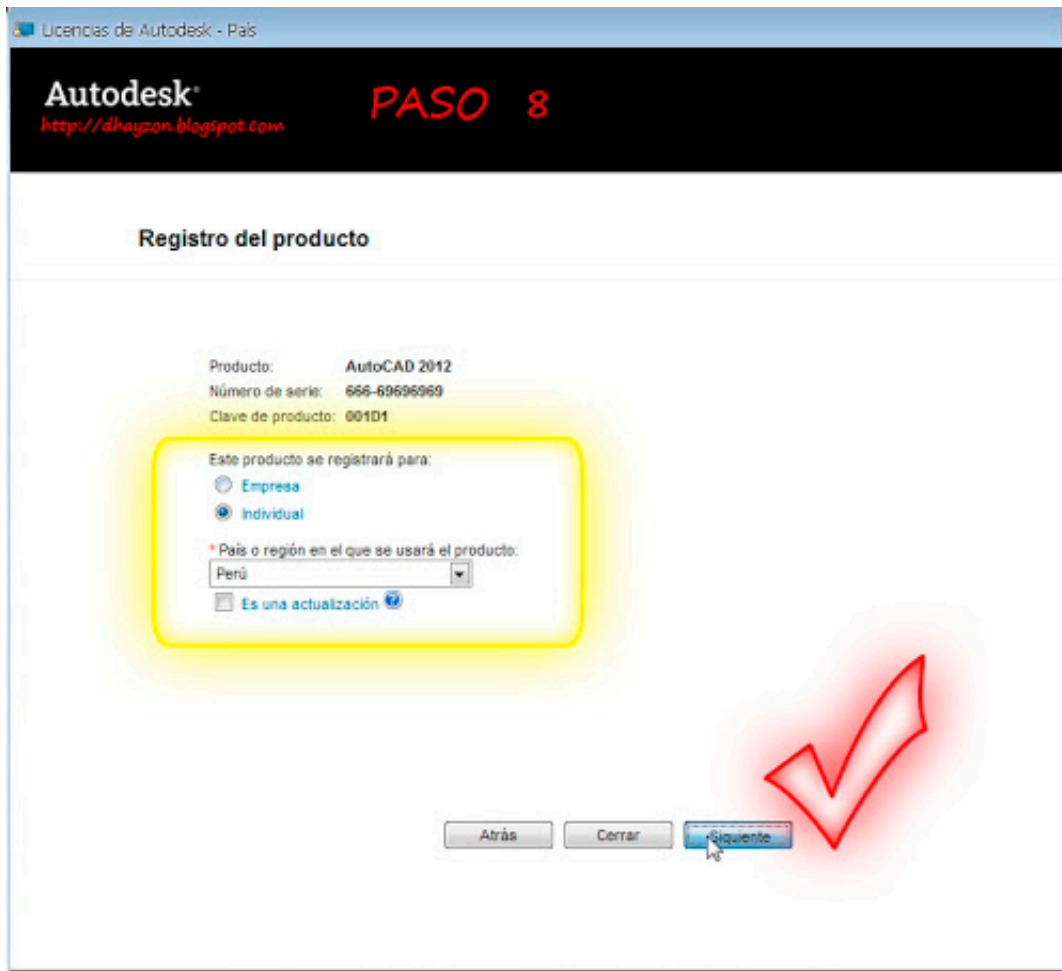 Licencias de Autodesk - País
Autodesk®
PASO 8
http://dhayzon.blogspot.com
Registro del producto
Producto: AutoCAD 2012
Número de serie: 666-69696969
Clave de producto: 001D1
Este producto se registrará para:
Empresa
Individual
* País o región en el que se usará el producto:
Perú
Es una actualización ?
Atrás Cerrar Siguiente